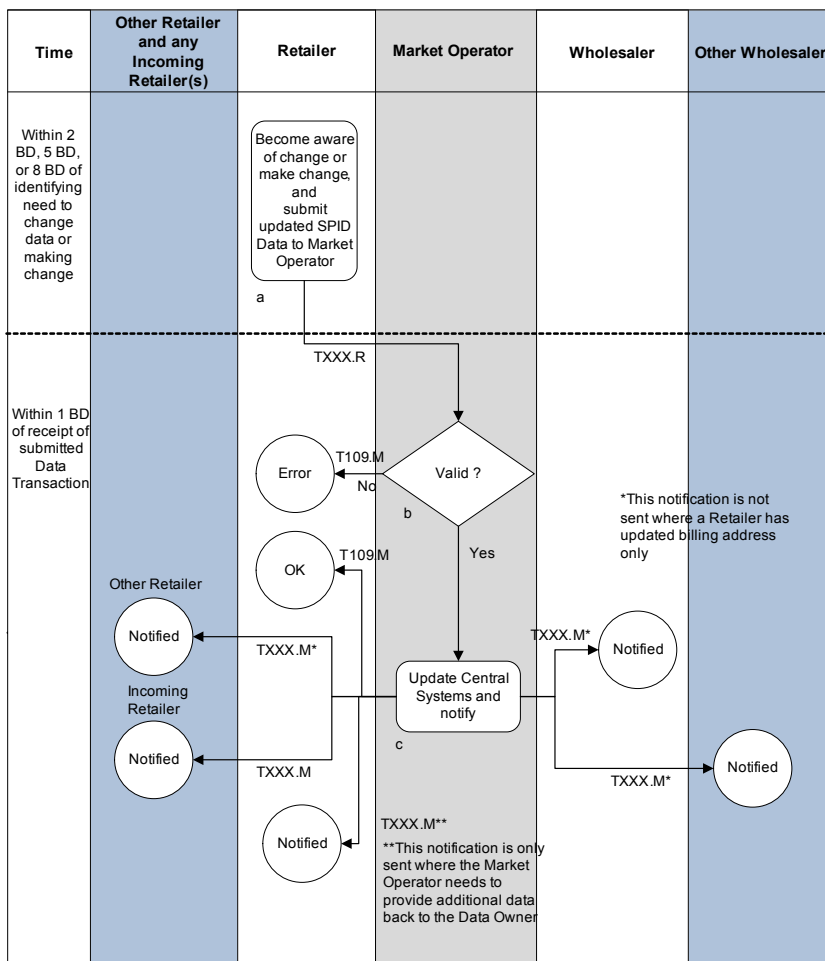 Time
Other Retailer
and any
Incoming
Retailer(s)
Retailer
Market Operator
Wholesaler
Other Wholesaler
Within 2
BD, 5 BD,
or 8 BD of
identifying
need to
change
data or
making
change
Become aware
of change or
make change,
and
submit
updated SPID
Data to Market
Operator
a
TXXX.R
Within 1 BD
of receipt of
submitted
Data
Transaction
Error
T109.M
No
Valid ?
b
*This notification is not
sent where a Retailer has
updated billing address
only
OK
T109.M
Yes
Other Retailer
Notified
TXXX.M*
TXXX.M*
Notified
Update Central
Systems and
notify
c
Incoming
Retailer
Notified
TXXX.M
TXXX.M*
Notified
Notified
TXXX.M**
**This notification is only
sent where the Market
Operator needs to
provide additional data
back to the Data Owner